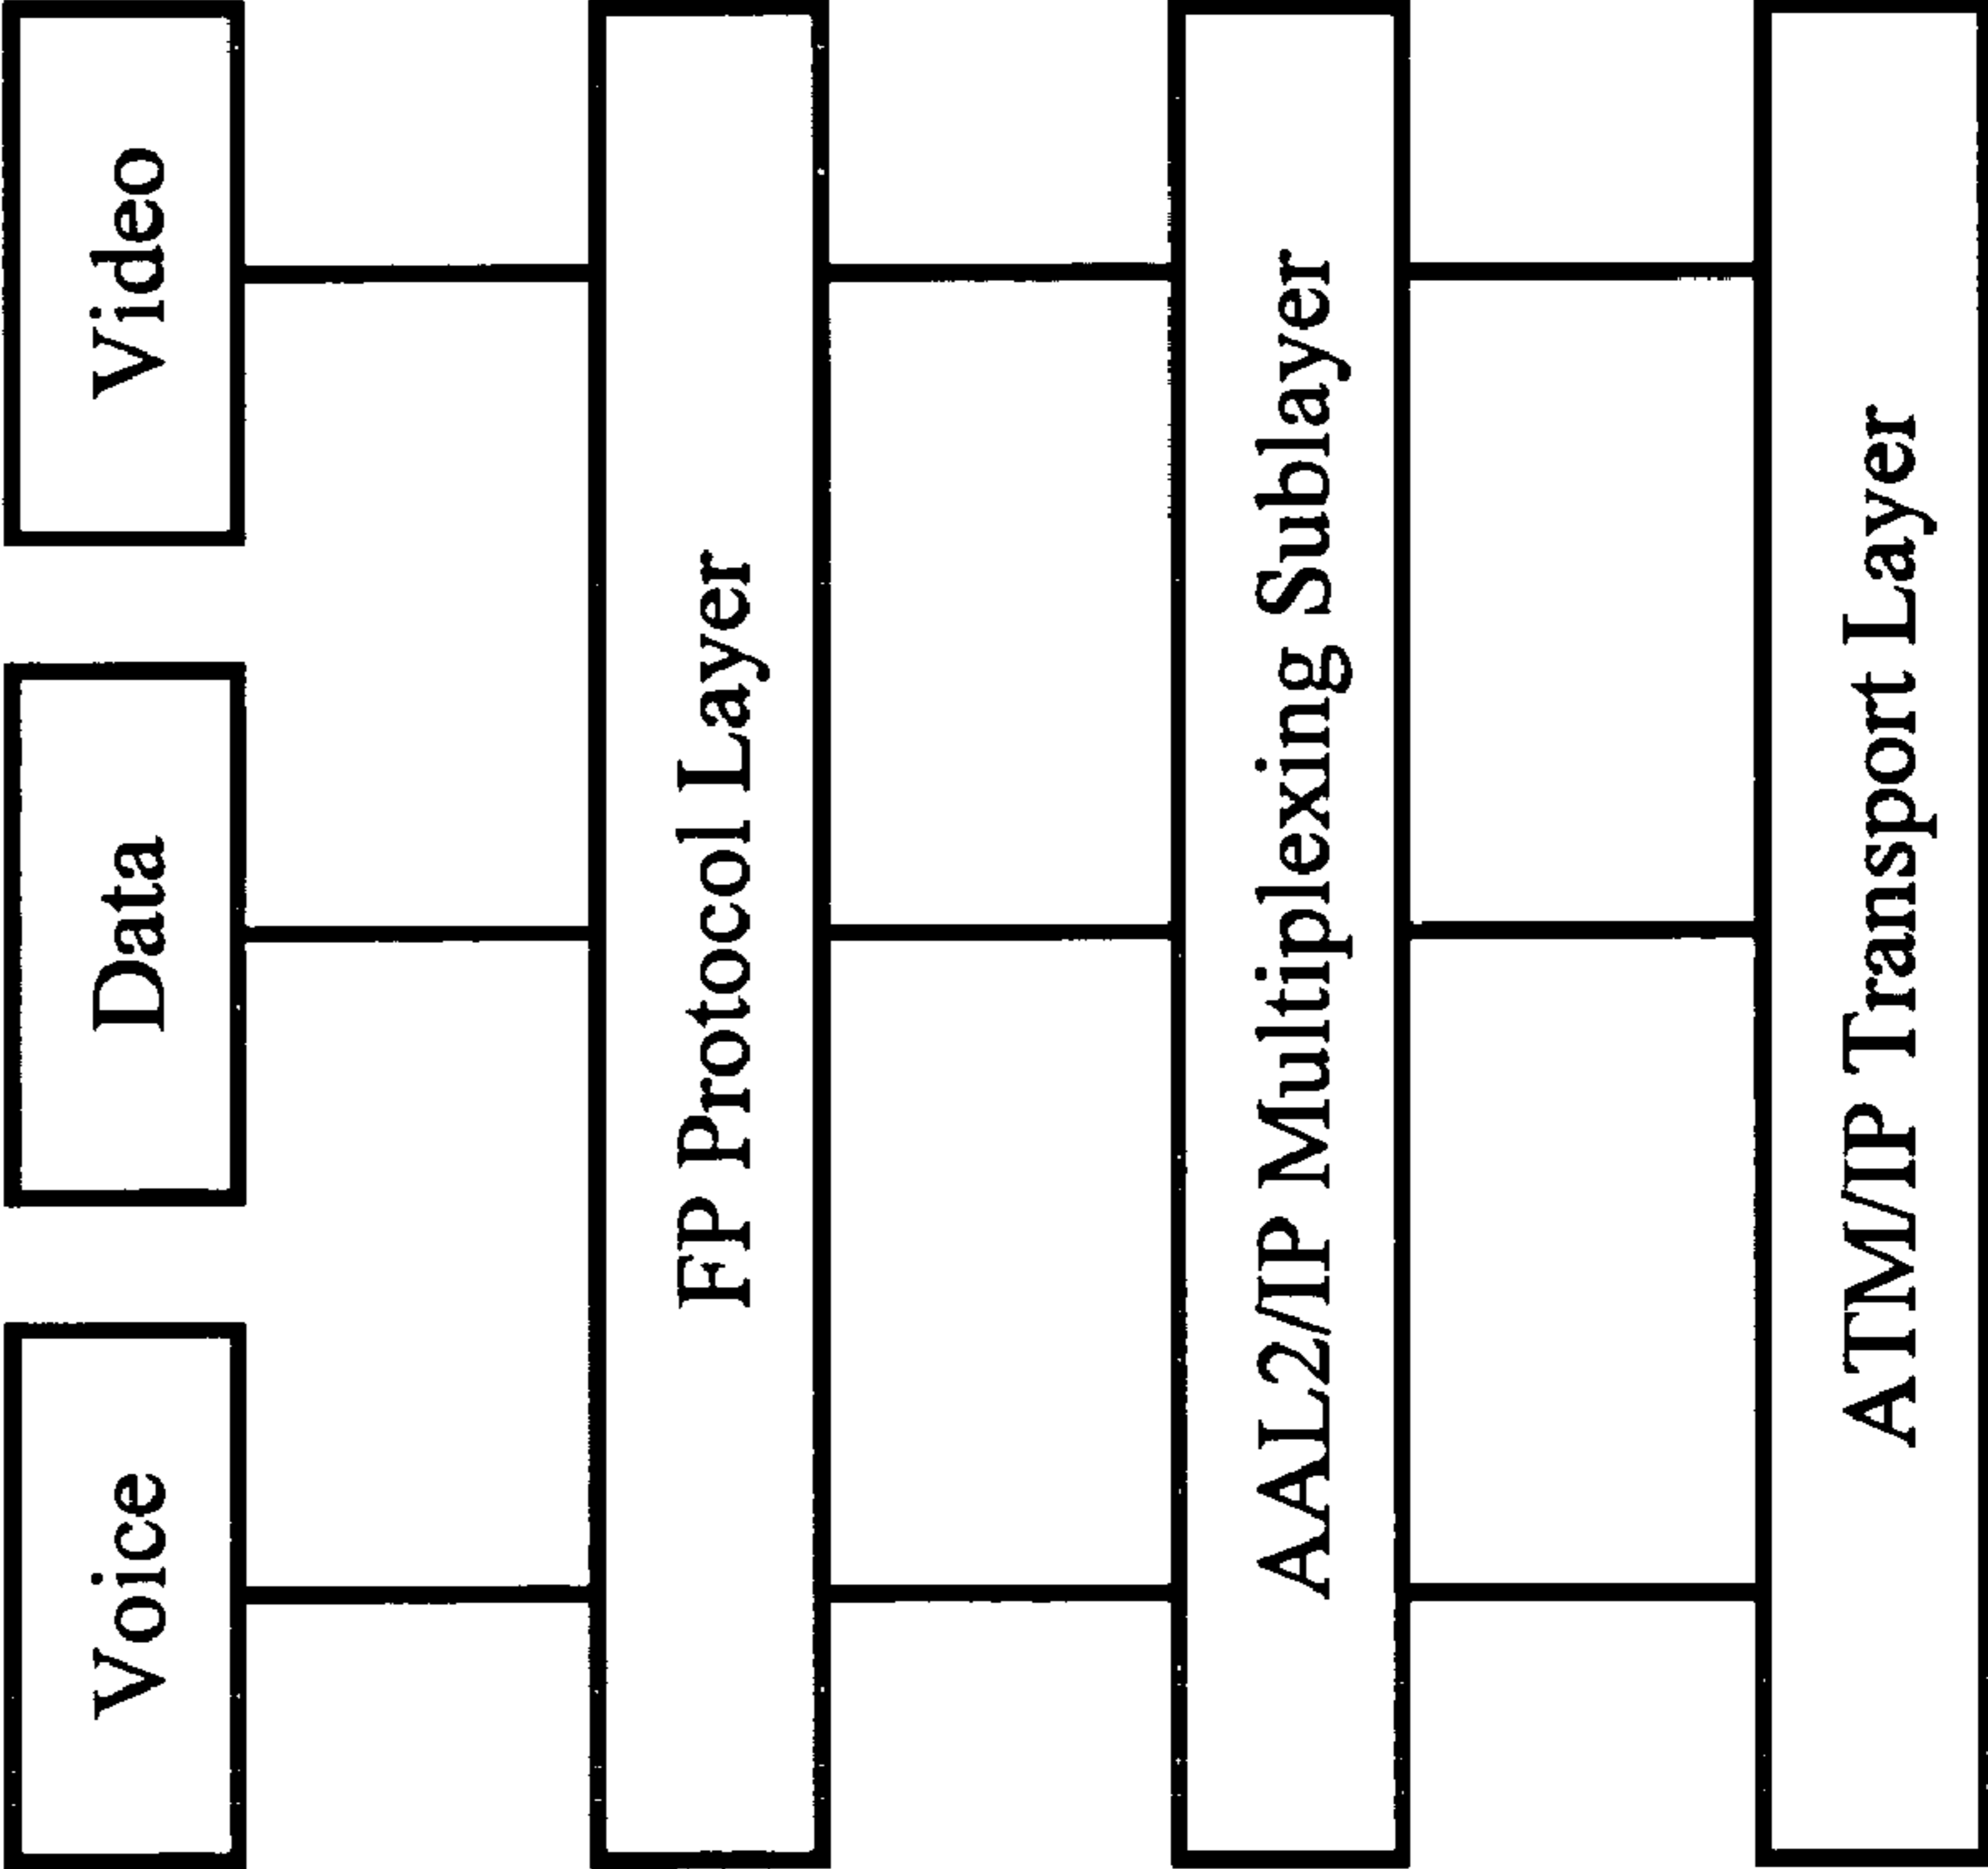 Voice
Data
Video
FP Protocol Layer
AAL2/IP Multiplexing Sublayer
ATM/IP Transport Layer